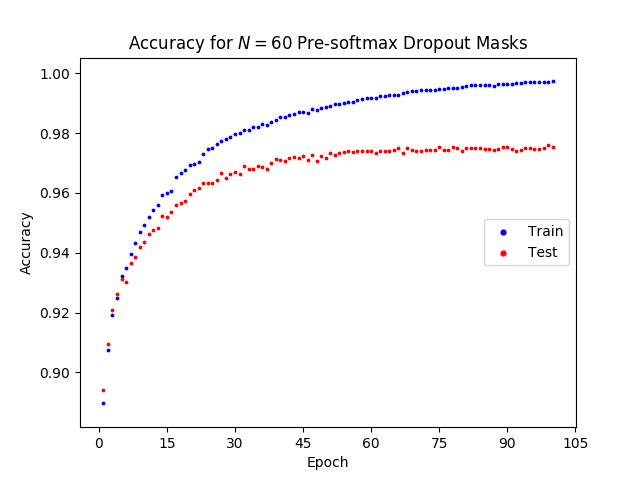 Accuracy for N = 60 Pre-softmax Dropout Masks
1.00
0.98
0.96
0.94
0.92
0.90
Accuracy
Train
Test
0 15 30 45 60 75 90 105
Epoch